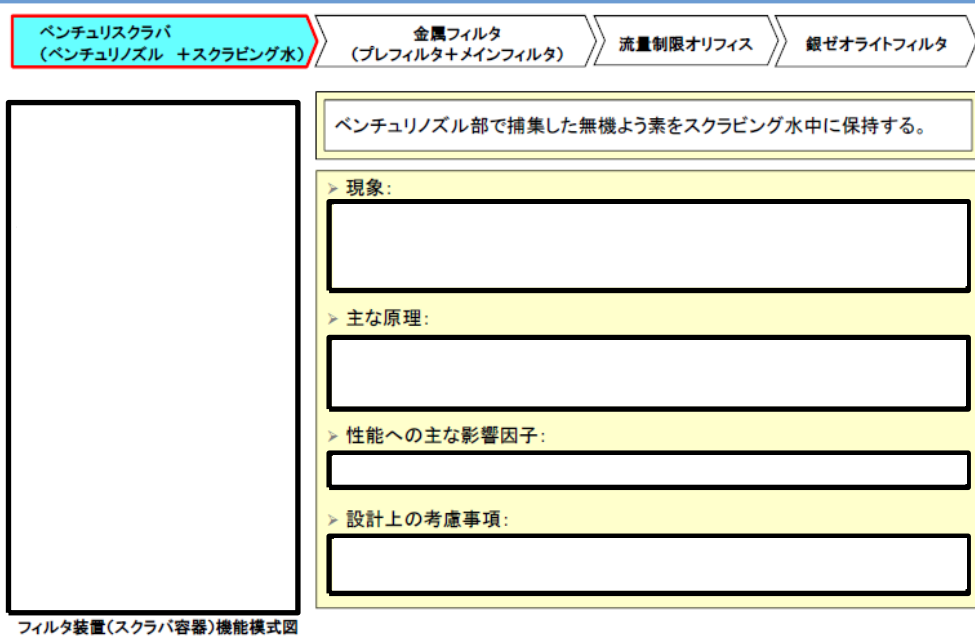 ベンチュリスクラバ
(ベンチュリノズル ＋スクラビング水)
金属フィルタ
(プレフィルタ＋メインフィルタ)
流量制限オリフィス
銀ゼオライトフィルタ
ベンチュリノズル部で捕集した無機よう素をスクラビング水中に保持する。
➢ 現象:
➢ 主な原理:
➢ 性能への主な影響因子:
➢ 設計上の考慮事項:
フィルタ装置(スクラバ容器)機能模式図